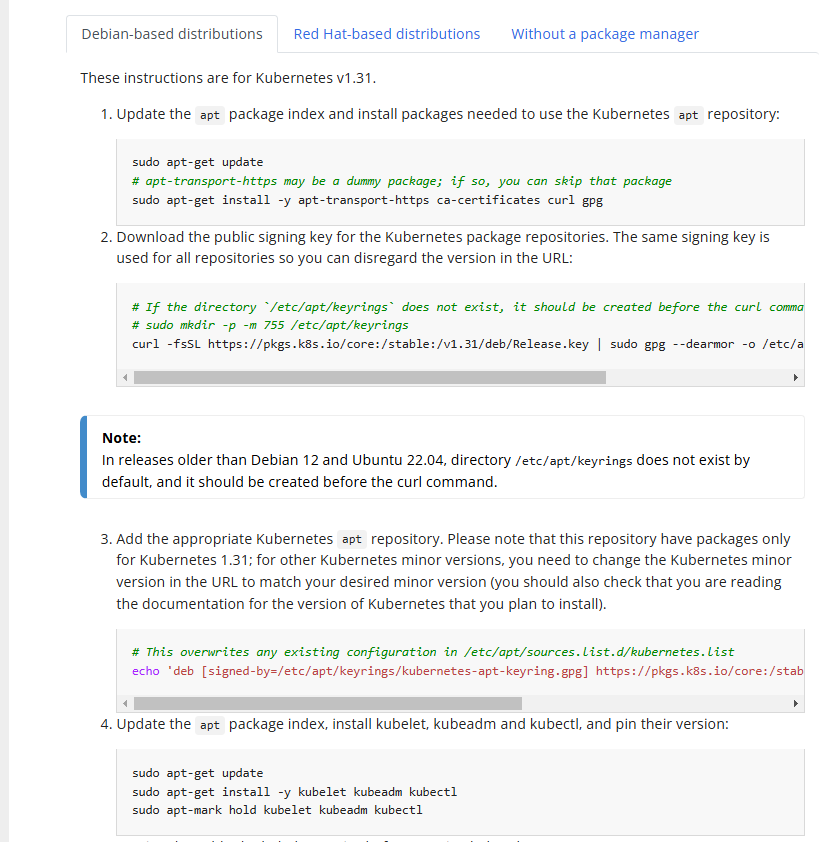 Debian-based distributions Red Hat-based distributions Without a package manager
These instructions are for Kubernetes v1.31.
1. Update the apt package index and install packages needed to use the Kubernetes apt repository:
sudo apt-get update
# apt-transport-https may be a dummy package; if so, you can skip that package
sudo apt-get install -y apt-transport-https ca-certificates curl gpg
2. Download the public signing key for the Kubernetes package repositories. The same signing key is
used for all repositories so you can disregard the version in the URL:
# If the directory `/etc/apt/keyrings` does not exist, it should be created before the curl comma
# sudo mkdir -p -m 755 /etc/apt/keyrings
curl -fsSL https://pkgs.k8s.io/core:/stable:/v1.31/deb/Release.key | sudo gpg --dearmor -o /etc/a
Note:
In releases older than Debian 12 and Ubuntu 22.04, directory /etc/apt/keyrings does not exist by
default, and it should be created before the curl command.
3. Add the appropriate Kubernetes apt repository. Please note that this repository have packages only
for Kubernetes 1.31; for other Kubernetes minor versions, you need to change the Kubernetes minor
version in the URL to match your desired minor version (you should also check that you are reading
the documentation for the version of Kubernetes that you plan to install).
# This overwrites any existing configuration in /etc/apt/sources.list.d/kubernetes.list
echo 'deb [signed-by=/etc/apt/keyrings/kubernetes-apt-keyring.gpg] https://pkgs.k8s.io/core:/stab
4. Update the apt package index, install kubelet, kubeadm and kubectl, and pin their version:
sudo apt-get update
sudo apt-get install -y kubelet kubeadm kubectl
sudo apt-mark hold kubelet kubeadm kubectl